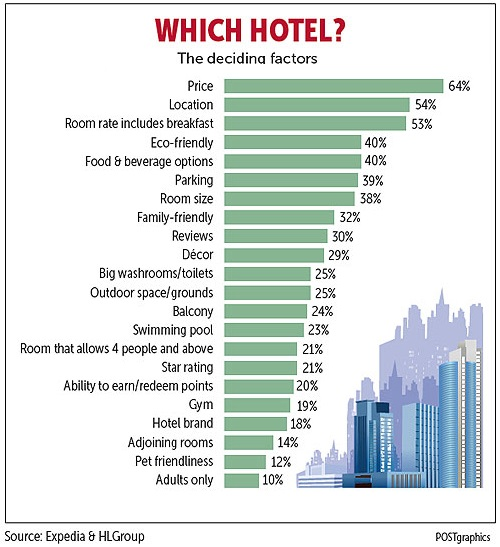 WHICH HOTEL?
The deciding factors
Price 64%
Location 54%
Room rate includes breakfast 53%
Eco-friendly 40%
Food & beverage options 40%
Parking 39%
Room size 38%
Family-friendly 32%
Reviews 30%
Décor 29%
Big washrooms/toilets 25%
Outdoor space/grounds 25%
Balcony 24%
Swimming pool 23%
Room that allows 4 people and above 21%
Star rating 21%
Ability to earn/redeem points 20%
Gym 19%
Hotel brand 18%
Adjoining rooms 14%
Pet friendliness 12%
Adults only 10%
Source: Expedia & HLGroup POSTgraphics